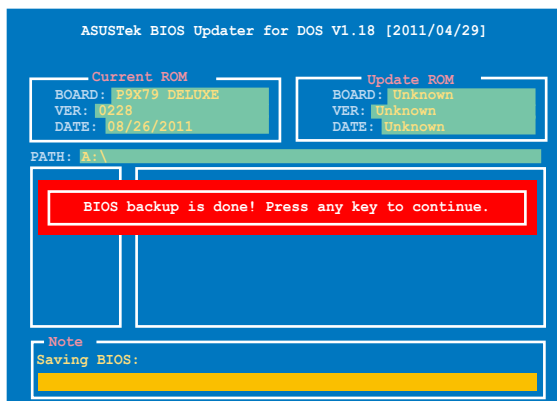 ASUSTek BIOS Updater for DOS V1.18 [2011/04/29]
Current ROM
BOARD: P9X79 DELUXE
VER: 0228
DATE: 08/26/2011
Update ROM
BOARD: Unknown
VER: Unknown
DATE: Unknown
PATH: A:\
BIOS backup is done! Press any key to continue.
Note
Saving BIOS: